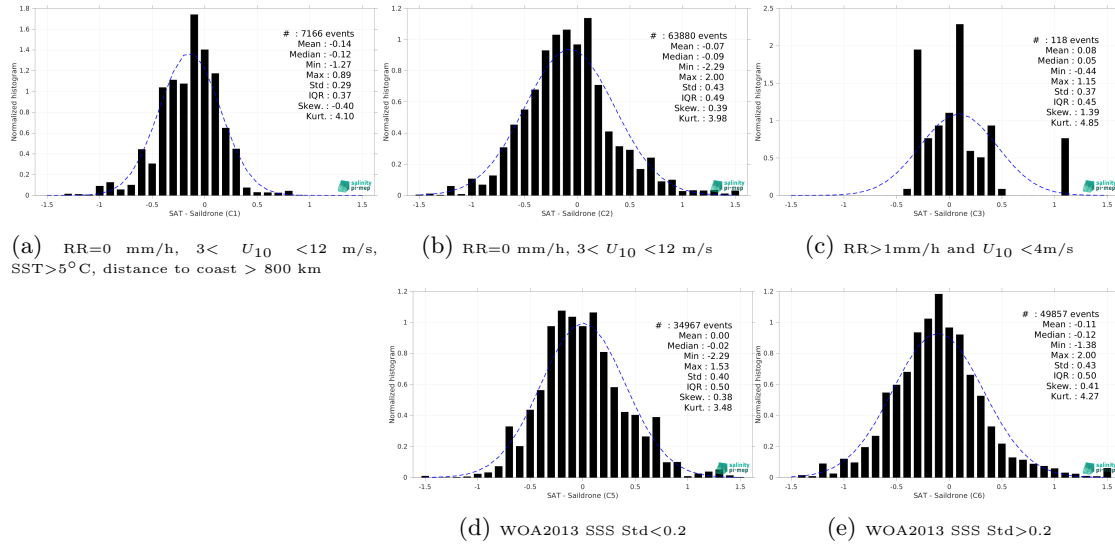 1.8
1.6
1.4
1.2
1
0.8
0.6
0.4
0.2
0
Normalized histogram
# : 7166 events
Mean : -0.14
Median : -0.12
Min : -1.27
Max : 0.89
Std : 0.29
IQR : 0.37
Skew. : -0.40
Kurt. : 4.10
salinity
pi-mep
-1.5 -1 -0.5 0 0.5 1 1.5
SAT - Saildrone (C1)
(a) RR=0 mm/h, 3< U10 <12 m/s,
SST>5°C, distance to coast > 800 km
1.2
1
0.8
0.6
0.4
0.2
0
Normalized histogram
# : 63880 events
Mean : -0.07
Median : -0.09
Min : -2.29
Max : 2.00
Std : 0.43
IQR : 0.49
Skew. : 0.39
Kurt. : 3.98
salinity
pi-mep
-1.5 -1 -0.5 0 0.5 1 1.5
SAT - Saildrone (C2)
(b) RR=0 mm/h, 3< U10 <12 m/s
2.5
2
1.5
1
0.5
0
Normalized histogram
# : 118 events
Mean : 0.08
Median : 0.05
Min : -0.44
Max : 1.15
Std : 0.37
IQR : 0.45
Skew. : 1.39
Kurt. : 4.85
salinity
pi-mep
-1.5 -1 -0.5 0 0.5 1 1.5
SAT - Saildrone (C3)
(c) RR>1mm/h and U10 <4m/s
1.2
1
0.8
0.6
0.4
0.2
0
Normalized histogram
# : 34967 events
Mean : 0.00
Median : -0.02
Min : -2.29
Max : 1.53
Std : 0.40
IQR : 0.50
Skew. : 0.38
Kurt. : 3.48
salinity
pi-mep
-1.5 -1 -0.5 0 0.5 1 1.5
SAT - Saildrone (C5)
(d) WOA2013 SSS Std<0.2
1.2
1
0.8
0.6
0.4
0.2
0
Normalized histogram
# : 49857 events
Mean : -0.11
Median : -0.12
Min : -1.38
Max : 2.00
Std : 0.43
IQR : 0.50
Skew. : 0.41
Kurt. : 4.27
salinity
pi-mep
-1.5 -1 -0.5 0 0.5 1 1.5
SAT - Saildrone (C6)
(e) WOA2013 SSS Std>0.2